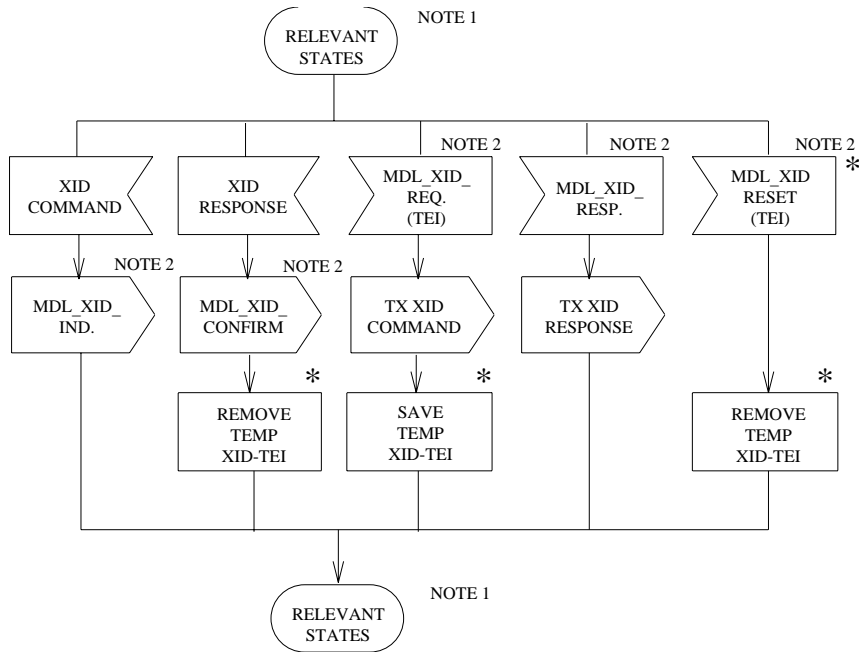 NOTE 1
RELEVANT
STATES
NOTE 2
NOTE 2
NOTE 2
XID
COMMAND
XID
RESPONSE
MDL_XID_
REQ.
(TEI)
MDL_XID_
RESP.
MDL_XID
RESET
(TEI)
*
NOTE 2
NOTE 2
MDL_XID_
IND.
MDL_XID_
CONFIRM
TX XID
COMMAND
TX XID
RESPONSE
*
*
*
REMOVE
TEMP
XID-TEI
SAVE
TEMP
XID-TEI
REMOVE
TEMP
XID-TEI
NOTE 1
RELEVANT
STATES